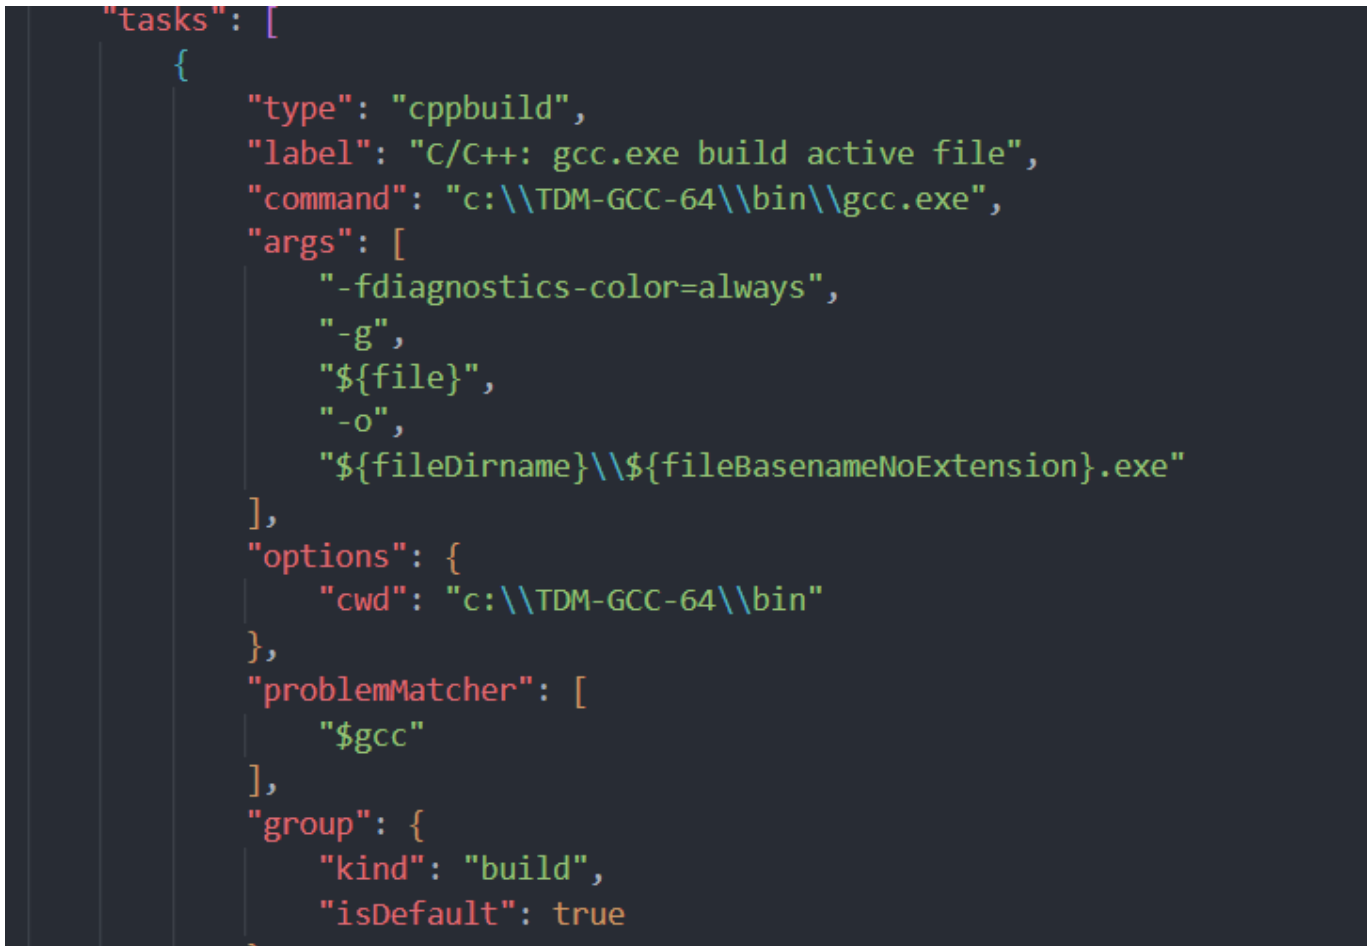 "tasks": [
{
"type": "cppbuild",
"label": "C/C++: gcc.exe build active file",
"command": "c:\\TDM-GCC-64\\bin\\gcc.exe",
"args": [
"-fdiagnostics-color=always",
"-g",
"${file}",
"-o",
"${fileDirname}\\${fileBasenameNoExtension}.exe"
],
"options": {
"cwd": "c:\\TDM-GCC-64\\bin"
},
"problemMatcher": [
"$gcc"
],
"group": {
"kind": "build",
"isDefault": true